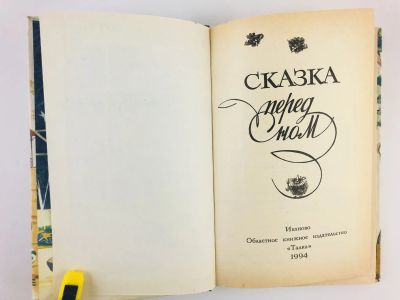 СКАЗКА
перед
сном
Иваново
Областное книжное издательство
«Талка»
1994